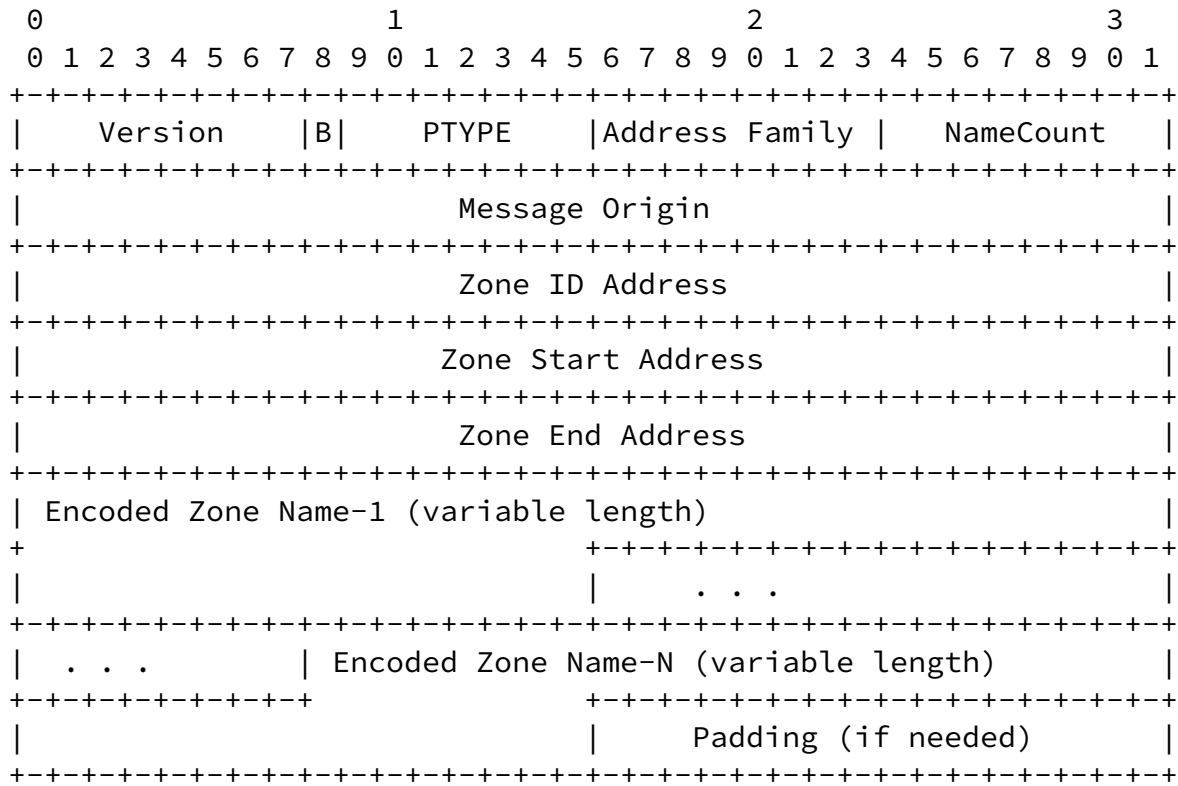 0                   1                   2                   3
 0 1 2 3 4 5 6 7 8 9 0 1 2 3 4 5 6 7 8 9 0 1 2 3 4 5 6 7 8 9 0 1
+-+-+-+-+-+-+-+-+-+-+-+-+-+-+-+-+-+-+-+-+-+-+-+-+-+-+-+-+-+-+-+-+
|    Version    |B|    PTYPE    |Address Family |   NameCount   |
+-+-+-+-+-+-+-+-+-+-+-+-+-+-+-+-+-+-+-+-+-+-+-+-+-+-+-+-+-+-+-+-+
|                        Message Origin                         |
+-+-+-+-+-+-+-+-+-+-+-+-+-+-+-+-+-+-+-+-+-+-+-+-+-+-+-+-+-+-+-+-+
|                        Zone ID Address                        |
+-+-+-+-+-+-+-+-+-+-+-+-+-+-+-+-+-+-+-+-+-+-+-+-+-+-+-+-+-+-+-+-+
|                       Zone Start Address                      |
+-+-+-+-+-+-+-+-+-+-+-+-+-+-+-+-+-+-+-+-+-+-+-+-+-+-+-+-+-+-+-+-+
|                        Zone End Address                       |
+-+-+-+-+-+-+-+-+-+-+-+-+-+-+-+-+-+-+-+-+-+-+-+-+-+-+-+-+-+-+-+-+
| Encoded Zone Name-1 (variable length)                         |
+                               +-+-+-+-+-+-+-+-+-+-+-+-+-+-+-+-+
|                               |     . . .                     |
+-+-+-+-+-+-+-+-+-+-+-+-+-+-+-+-+-+-+-+-+-+-+-+-+-+-+-+-+-+-+-+-+
|  . . .        | Encoded Zone Name-N (variable length)         |
+-+-+-+-+-+-+-+-+               +-+-+-+-+-+-+-+-+-+-+-+-+-+-+-+-+
|                               |     Padding (if needed)       |
+-+-+-+-+-+-+-+-+-+-+-+-+-+-+-+-+-+-+-+-+-+-+-+-+-+-+-+-+-+-+-+-+